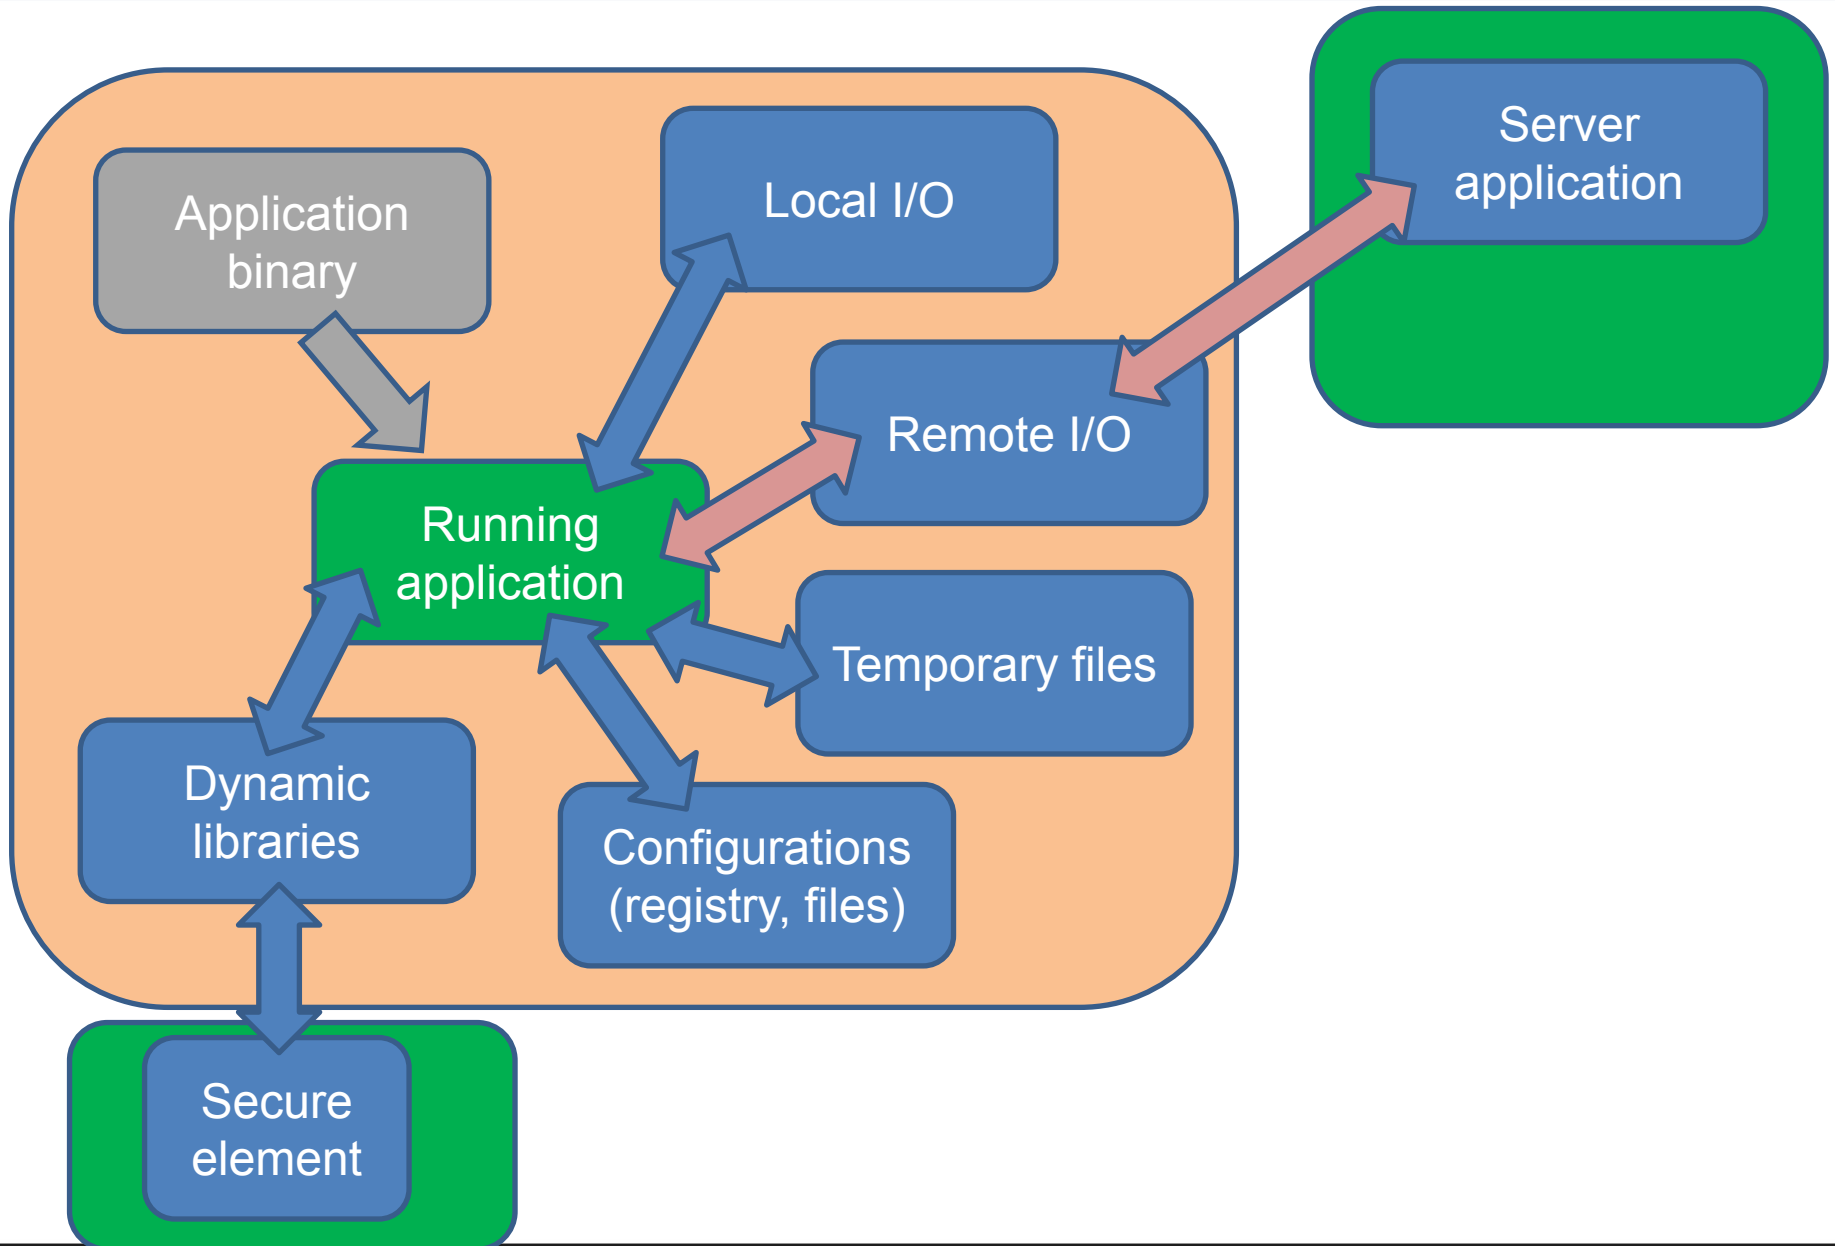 Server
application
Local I/O
Application
binary
Remote I/O
Running
application
Temporary files
Dynamic
libraries
Configurations
(registry, files)
Secure
element